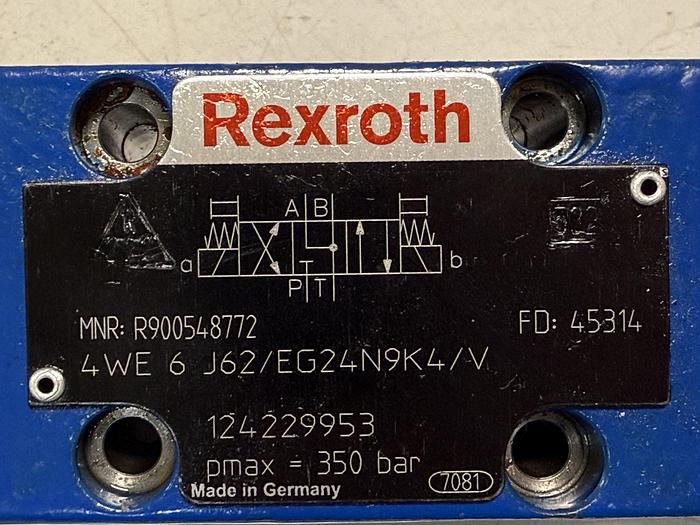 Rexroth
A B
a b
P T
MNR: R900548772 FD: 45314
4WE 6 J62/EG24N9K4/V
124229953
pmax = 350 bar
Made in Germany 7081